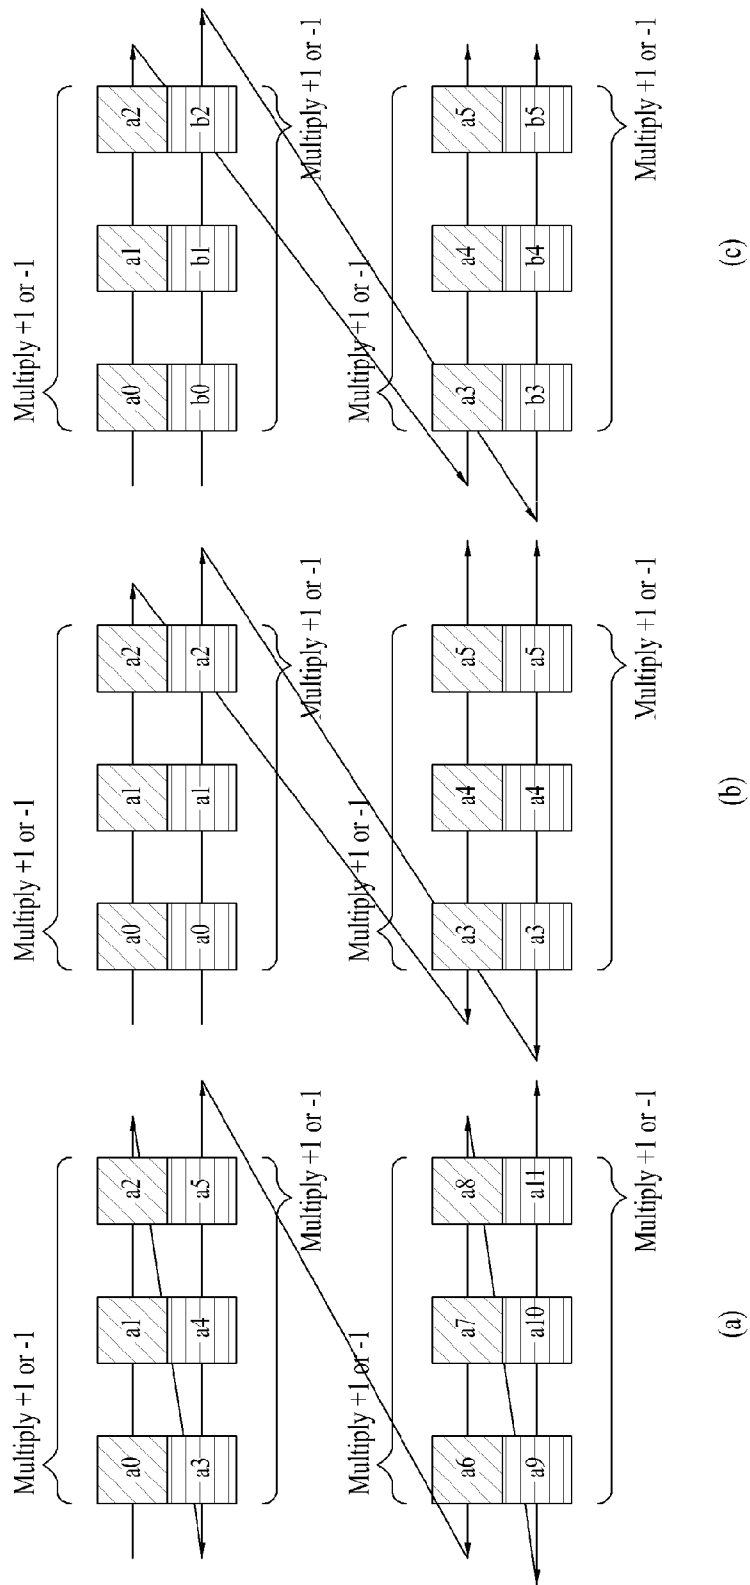 Multiply +1 or -1
a0 a1 a2
a3 a4 a5
Multiply +1 or -1
Multiply +1 or -1
a6 a7 a8
a9 a10 a11
Multiply +1 or -1
(a)
Multiply +1 or -1
a0 a1 a2
a0 a1 a2
Multiply +1 or -1
Multiply +1 or -1
a3 a4 a5
a3 a4 a5
Multiply +1 or -1
(b)
Multiply +1 or -1
a0 a1 a2
b0 b1 b2
Multiply +1 or -1
Multiply +1 or -1
a3 a4 a5
b3 b4 b5
Multiply +1 or -1
(c)